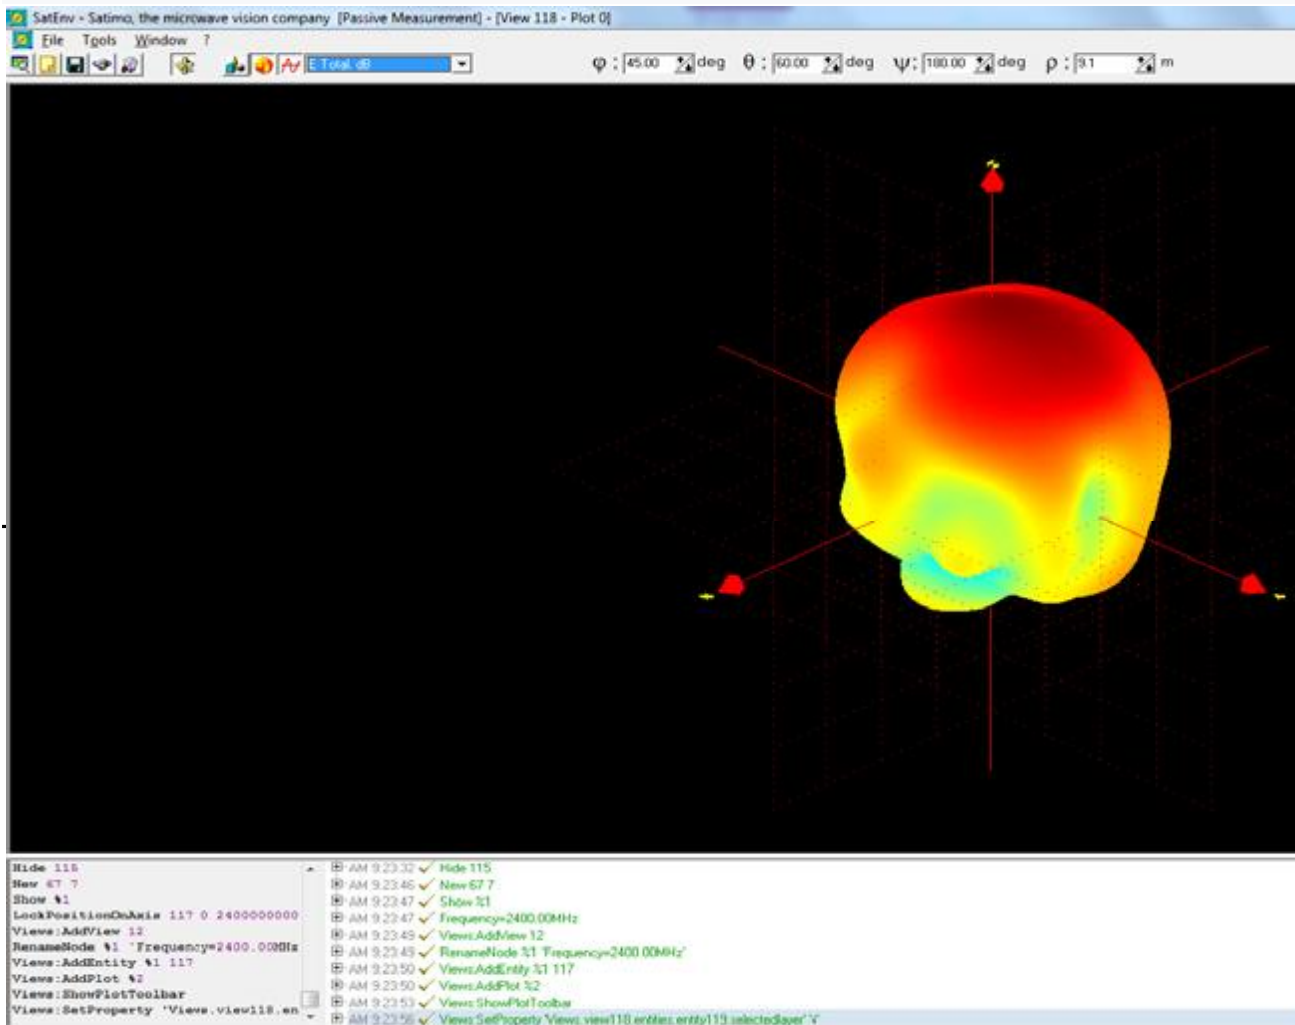 SatEnv - Satimo, the microwave vision company [Passive Measurement] - [View 118 - Plot 0]
File Tools Window ?
E Total, dB φ : 45.00 deg θ : 60.00 deg ψ : 180.00 deg ρ : 9.1 m
Hide 115
New 67 7
Show %1
LockPositionOnAxis 117 0 2400000000
Views:AddView 12
RenameNode %1 'Frequency=2400.00MHz
Views:AddEntity %1 117
Views:AddPlot %2
Views:ShowPlotToolbar
Views:SetProperty 'Views.view118.en
AM 9:23:32 Hide 115
AM 9:23:46 New 67 7
AM 9:23:47 Show %1
AM 9:23:47 Frequency=2400.00MHz
AM 9:23:49 Views:AddView 12
AM 9:23:49 RenameNode %1 'Frequency=2400.00MHz'
AM 9:23:50 Views:AddEntity %1 117
AM 9:23:50 Views:AddPlot %2
AM 9:23:53 Views:ShowPlotToolbar
AM 9:23:56 Views:SetProperty 'Views.view118.entities.entity119.selectedlayer'